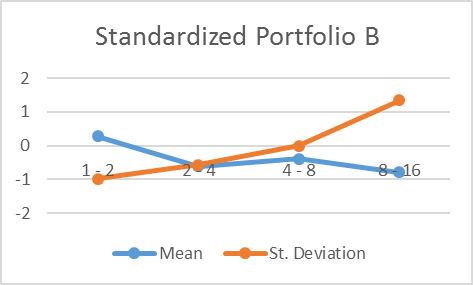 Standardized Portfolio B
2
1
0
1 - 2 2 - 4 4 - 8 8 - 16
-1
-2
Mean St. Deviation